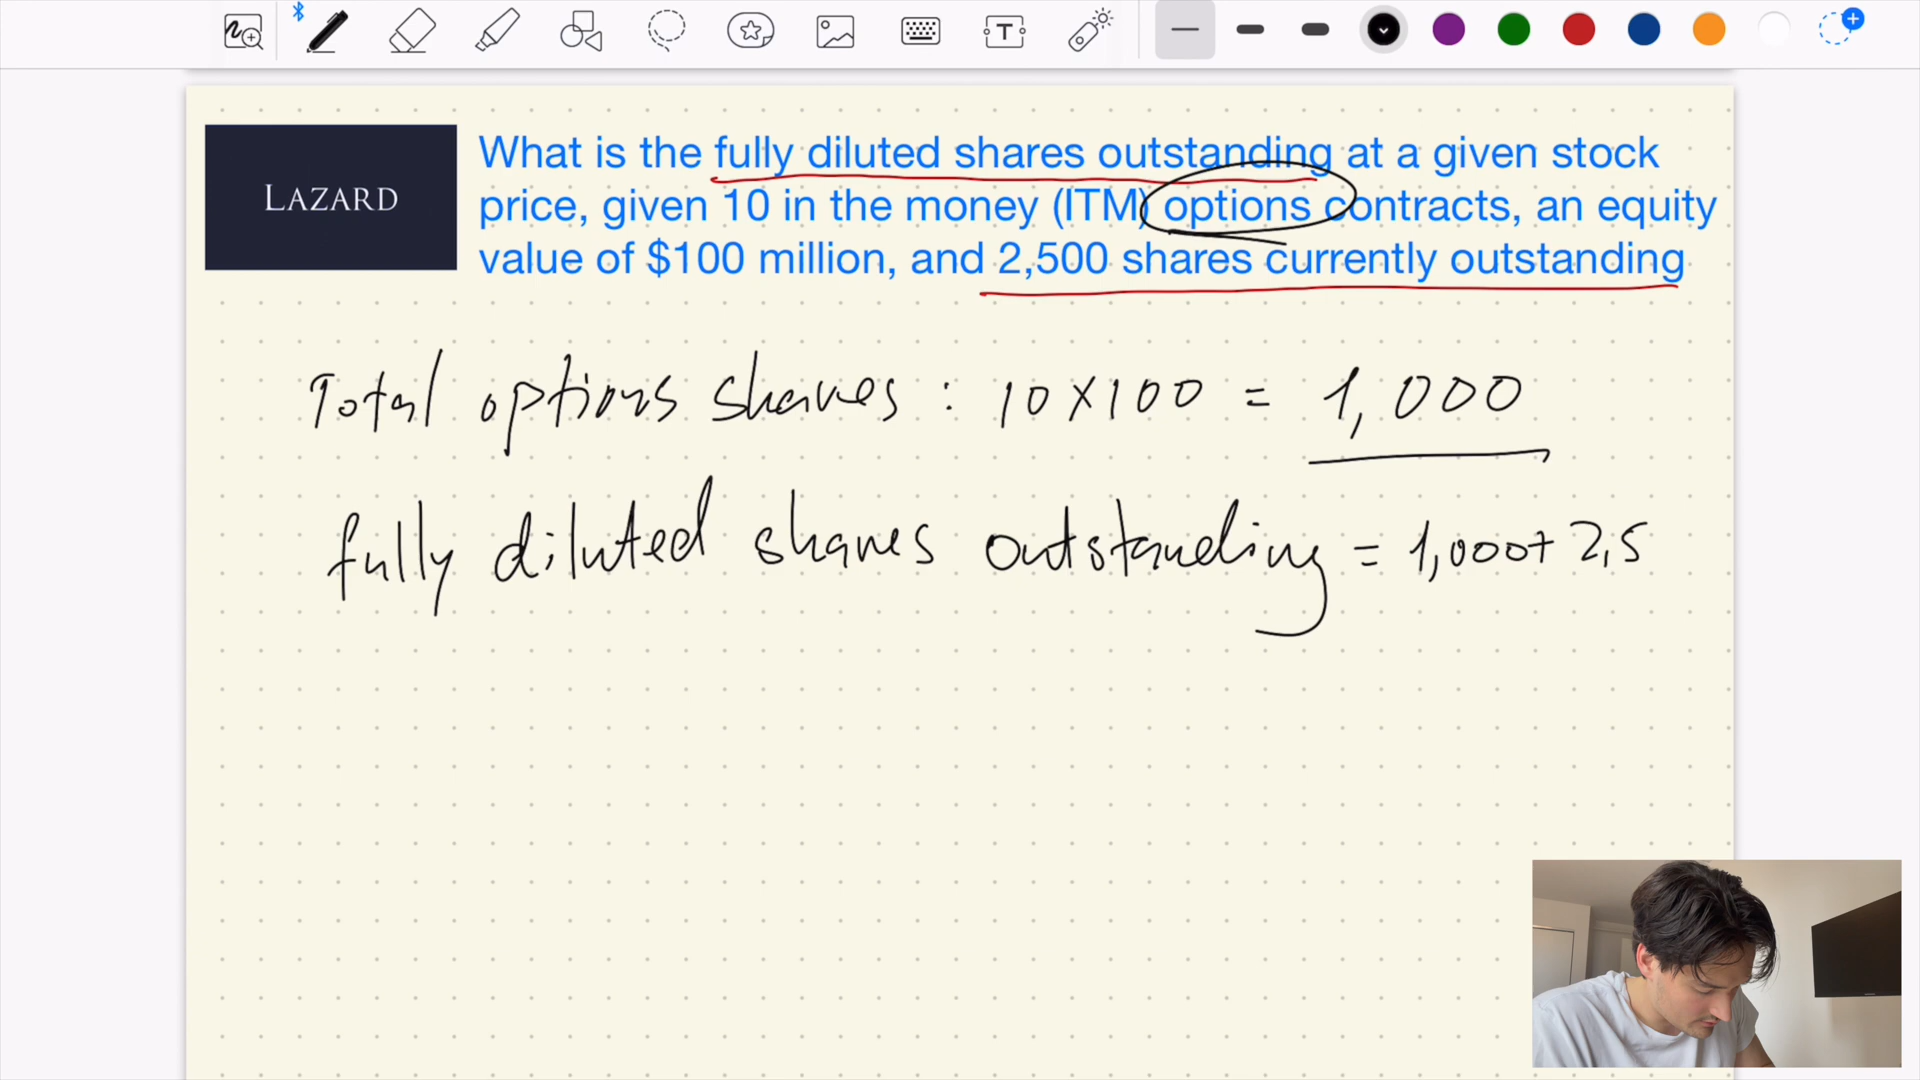 LAZARD
What is the fully diluted shares outstanding at a given stock
price, given 10 in the money (ITM) options contracts, an equity
value of $100 million, and 2,500 shares currently outstanding
Total options shares : 10 x 100 = 1,000
fully diluted shares outstanding = 1,000 + 2,5